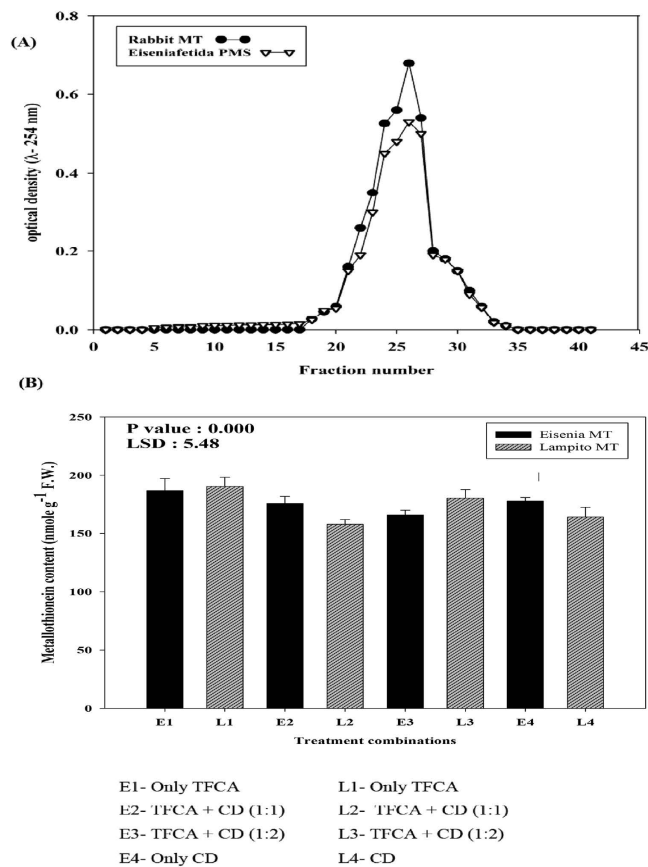 (A)
Rabbit MT
Eiseniafetida PMS
optical density (λ- 254 nm)
0.8
0.6
0.4
0.2
0.0
0 5 10 15 20 25 30 35 40 45
Fraction number
(B)
P value : 0.000
LSD : 5.48
Eisenia MT
Lampito MT
Metallothionein content (nmole g-1 F.W.)
250
200
150
100
50
0
E1 L1 E2 L2 E3 L3 E4 L4
Treatment combinations
E1- Only TFCA L1- Only TFCA
E2- TFCA + CD (1:1) L2- TFCA + CD (1:1)
E3- TFCA + CD (1:2) L3- TFCA + CD (1:2)
E4- Only CD L4- CD